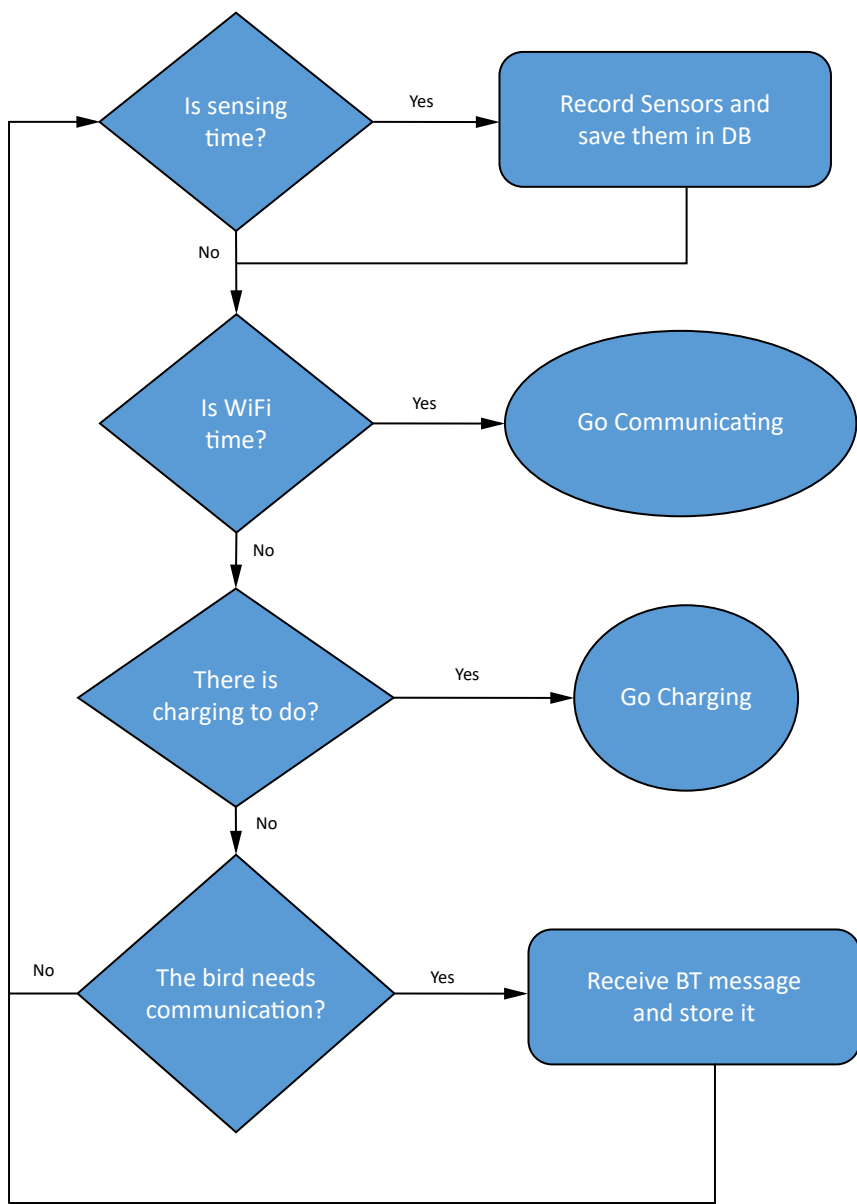 Is sensing
time?
Yes
Record Sensors and
save them in DB
No
Is WiFi
time?
Yes
Go Communicating
No
There is
charging to do?
Yes
Go Charging
No
No
The bird needs
communication?
Yes
Receive BT message
and store it